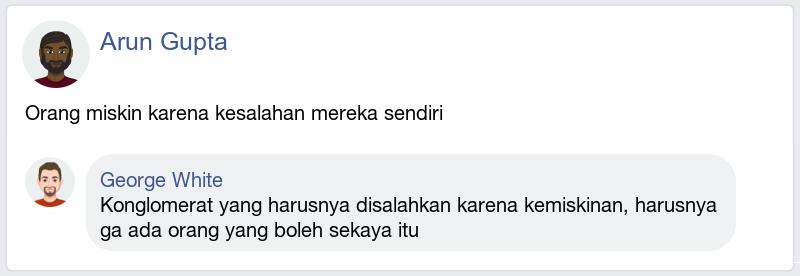 Arun Gupta
Orang miskin karena kesalahan mereka sendiri
George White
Konglomerat yang harusnya disalahkan karena kemiskinan, harusnya
ga ada orang yang boleh sekaya itu